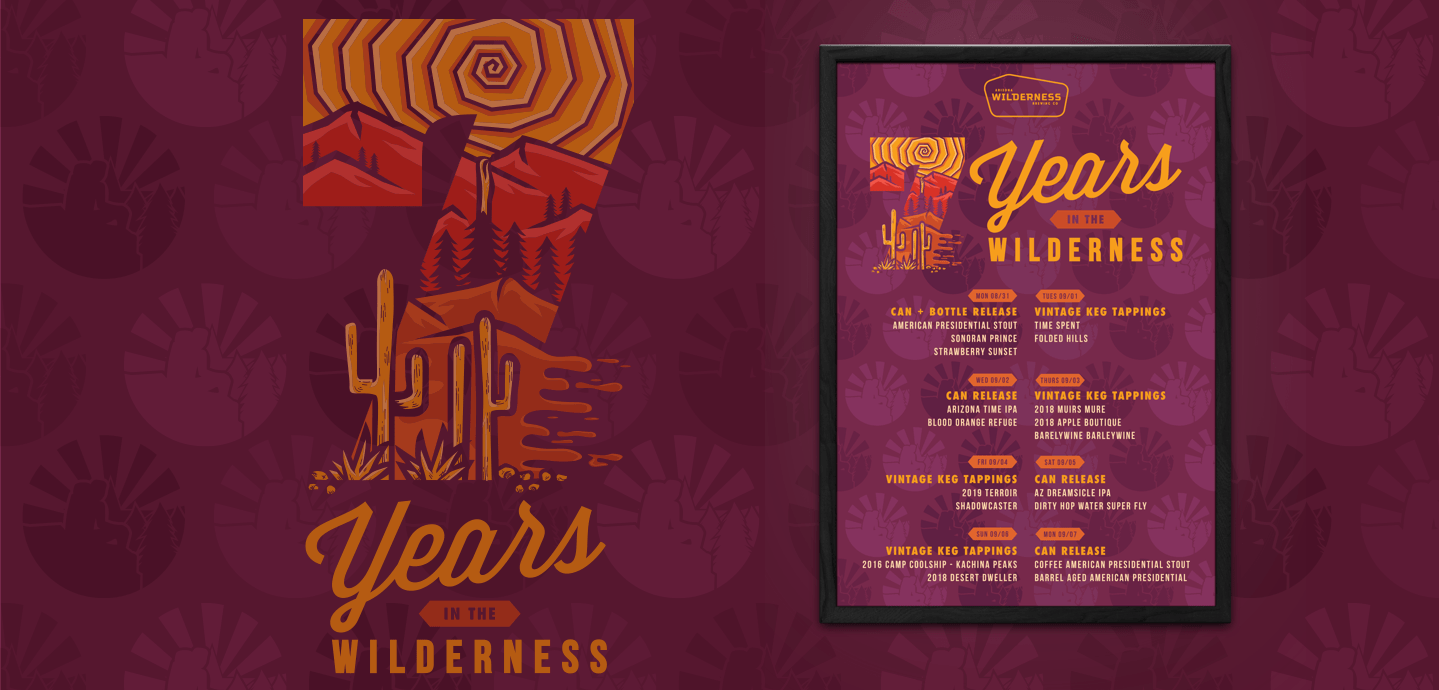 7
Years
IN THE
WILDERNESS
ARIZONA
WILDERNESS
BREWING CO
7
Years
IN THE
WILDERNESS
MON 08/31
CAN + BOTTLE RELEASE
AMERICAN PRESIDENTIAL STOUT
SONORAN PRINCE
STRAWBERRY SUNSET
TUES 09/01
VINTAGE KEG TAPPINGS
TIME SPENT
FOLDED HILLS
WED 09/02
CAN RELEASE
ARIZONA TIME IPA
BLOOD ORANGE REFUGE
THURS 09/03
VINTAGE KEG TAPPINGS
2018 MUIRS MURE
2018 APPLE BOUTIQUE
BARELYWINE BARLEYWINE
FRI 09/04
VINTAGE KEG TAPPINGS
2019 TERROIR
SHADOWCASTER
SAT 09/05
CAN RELEASE
AZ DREAMSICLE IPA
DIRTY HOP WATER SUPER FLY
SUN 09/06
VINTAGE KEG TAPPINGS
2016 CAMP COOLSHIP - KACHINA PEAKS
2018 DESERT DWELLER
MON 09/07
CAN RELEASE
COFFEE AMERICAN PRESIDENTIAL STOUT
BARREL AGED AMERICAN PRESIDENTIAL